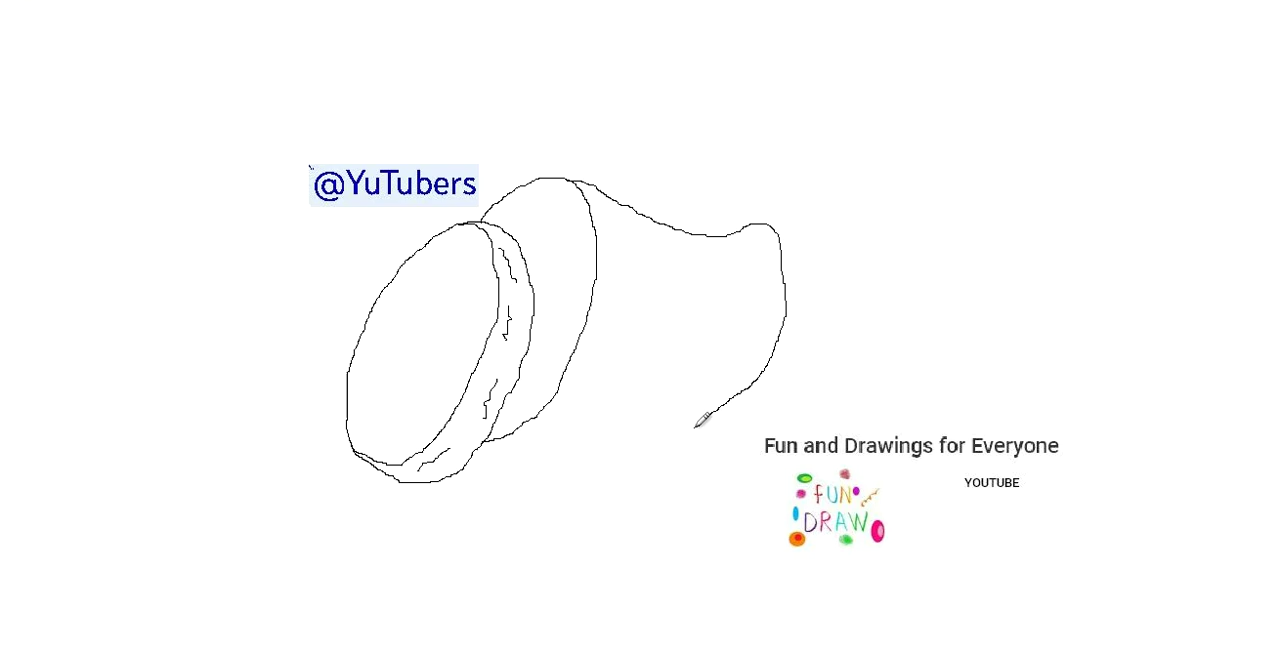 @YuTubers
Fun and Drawings for Everyone
YOUTUBE
fUN
DRAW